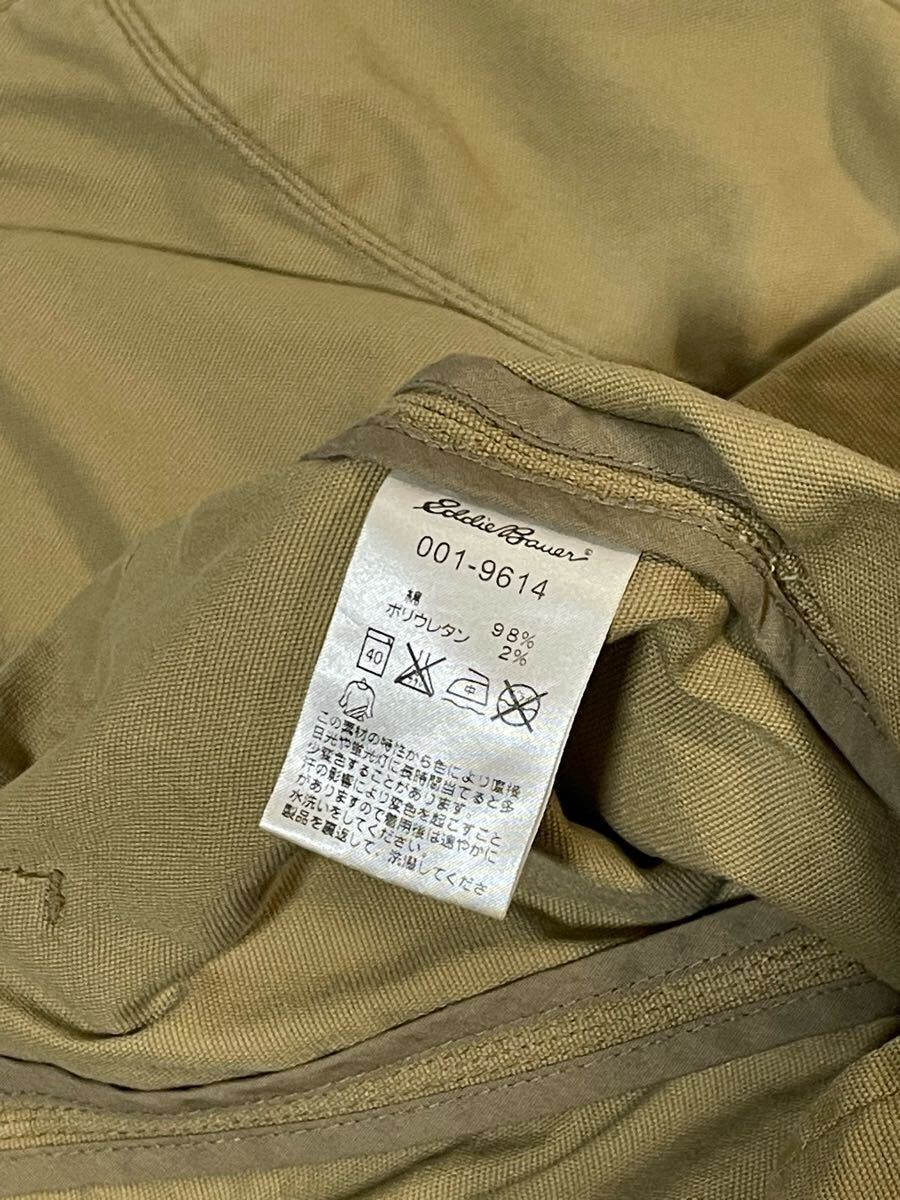 Eddie Bauer©
001-9614
綿 98%
ポリウレタン 2%
40
中
この素材の特性から色により直接
日光や蛍光灯に長時間当てると多
少変色することがあります。
汗の影響により変色を起こすこと
がありますので着用後は速やかに
水洗いをしてください。
製品を裏返して、洗濯してくださ